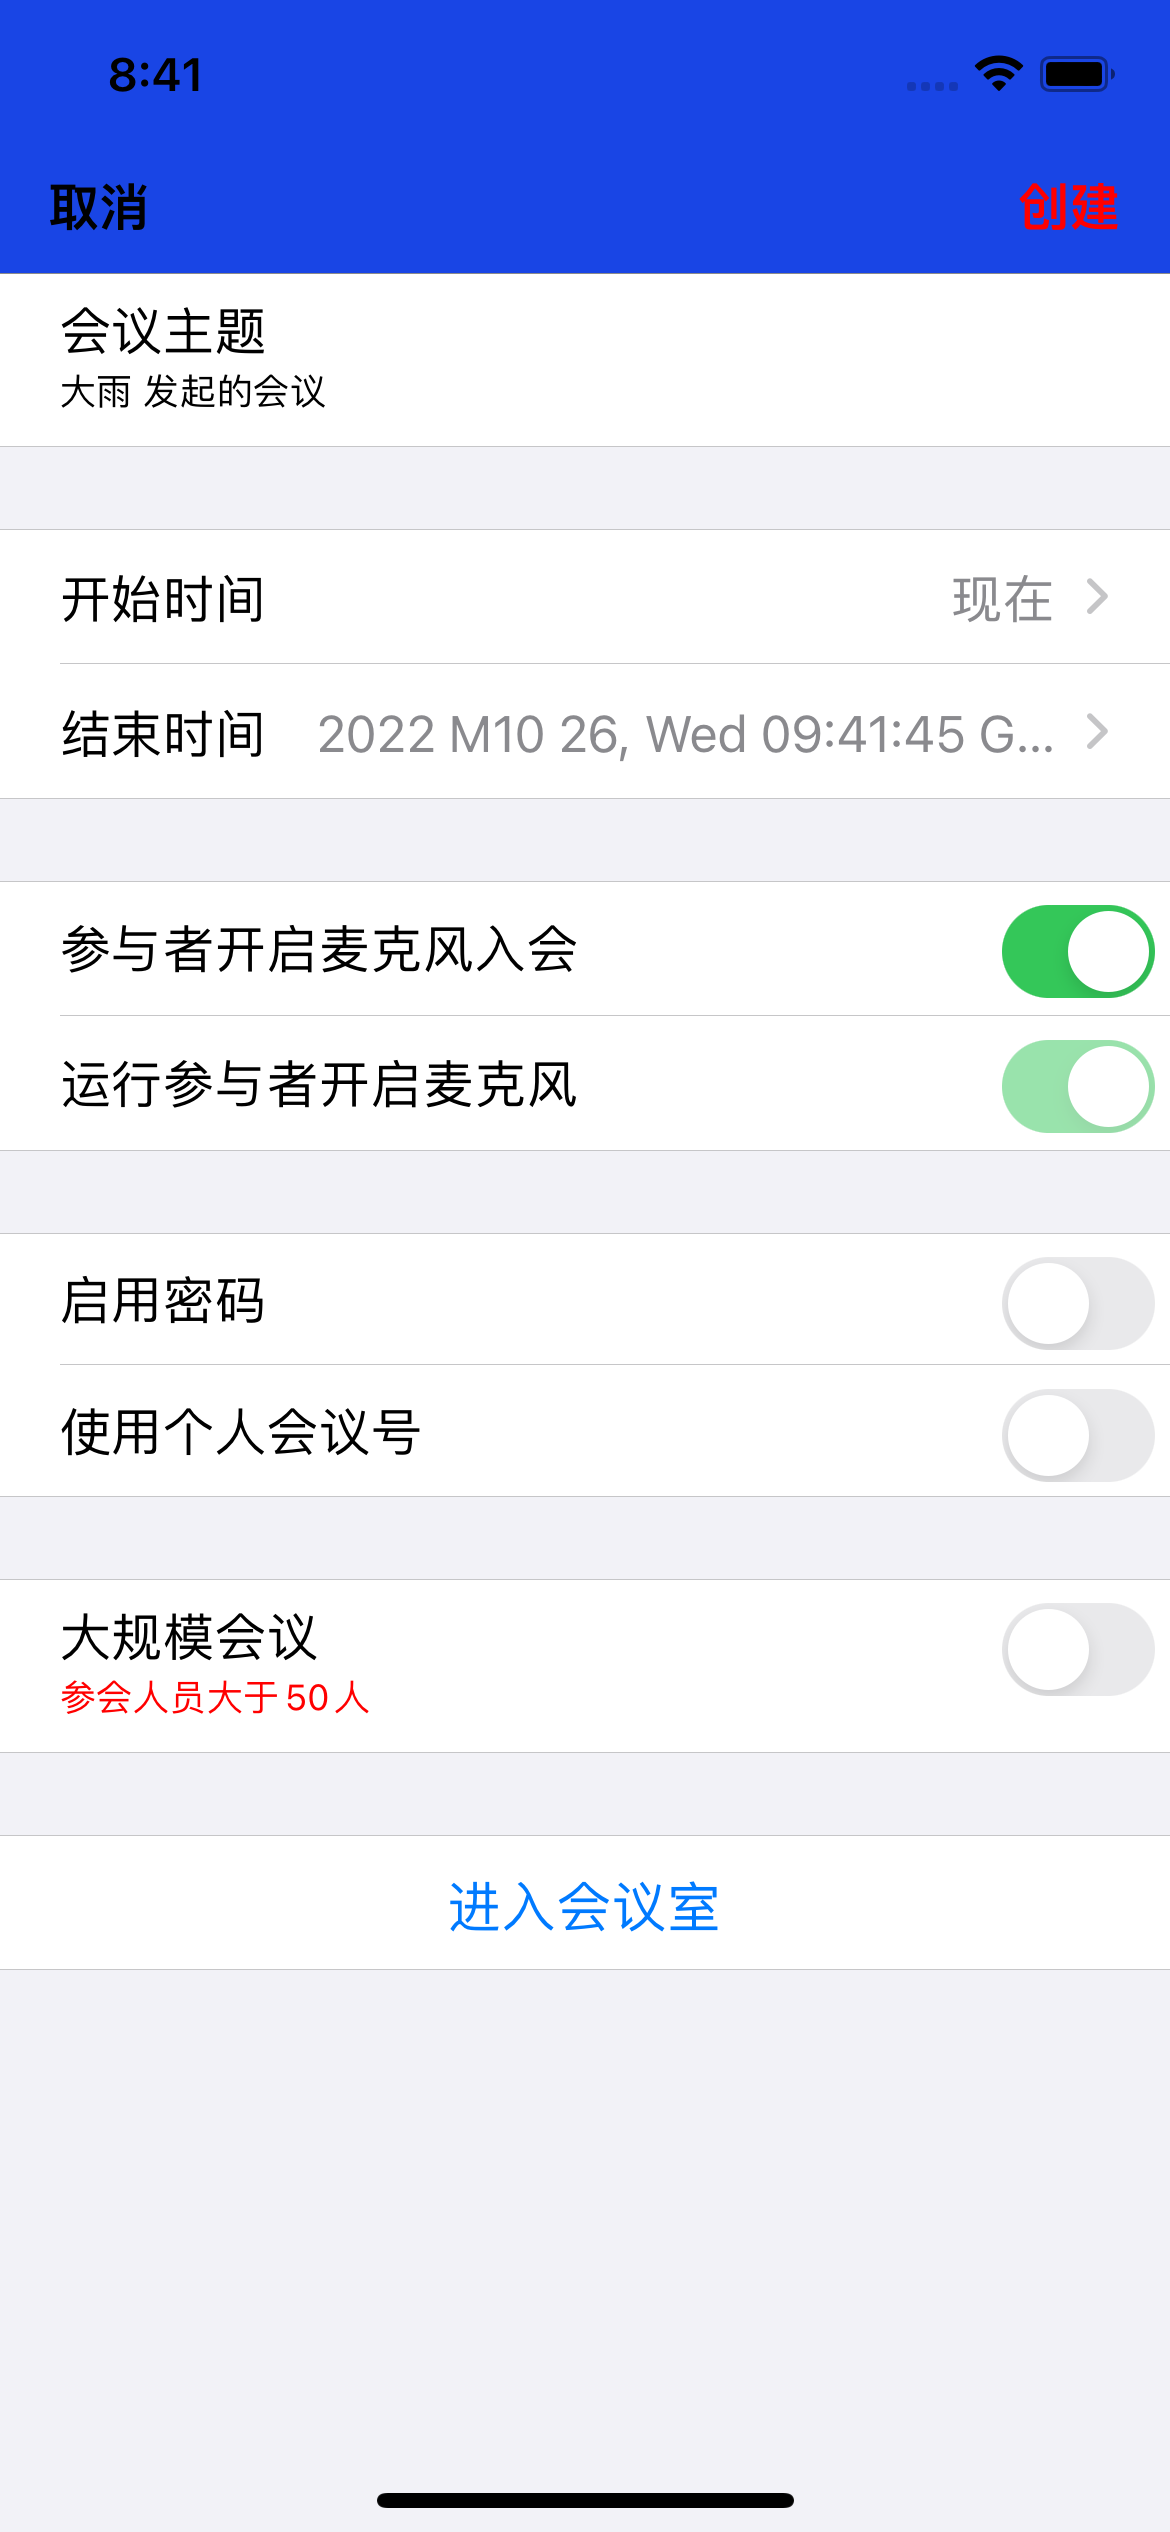 8:41
取消
创建
会议主题
大雨 发起的会议
开始时间
现在
结束时间
2022 M10 26, Wed 09:41:45 G...
参与者开启麦克风入会
运行参与者开启麦克风
启用密码
使用个人会议号
大规模会议
参会人员大于50人
进入会议室